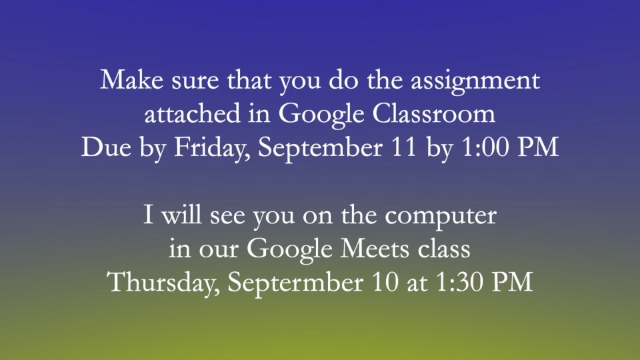 Make sure that you do the assignment
attached in Google Classroom
Due by Friday, September 11 by 1:00 PM
I will see you on the computer
in our Google Meets class
Thursday, Septermber 10 at 1:30 PM